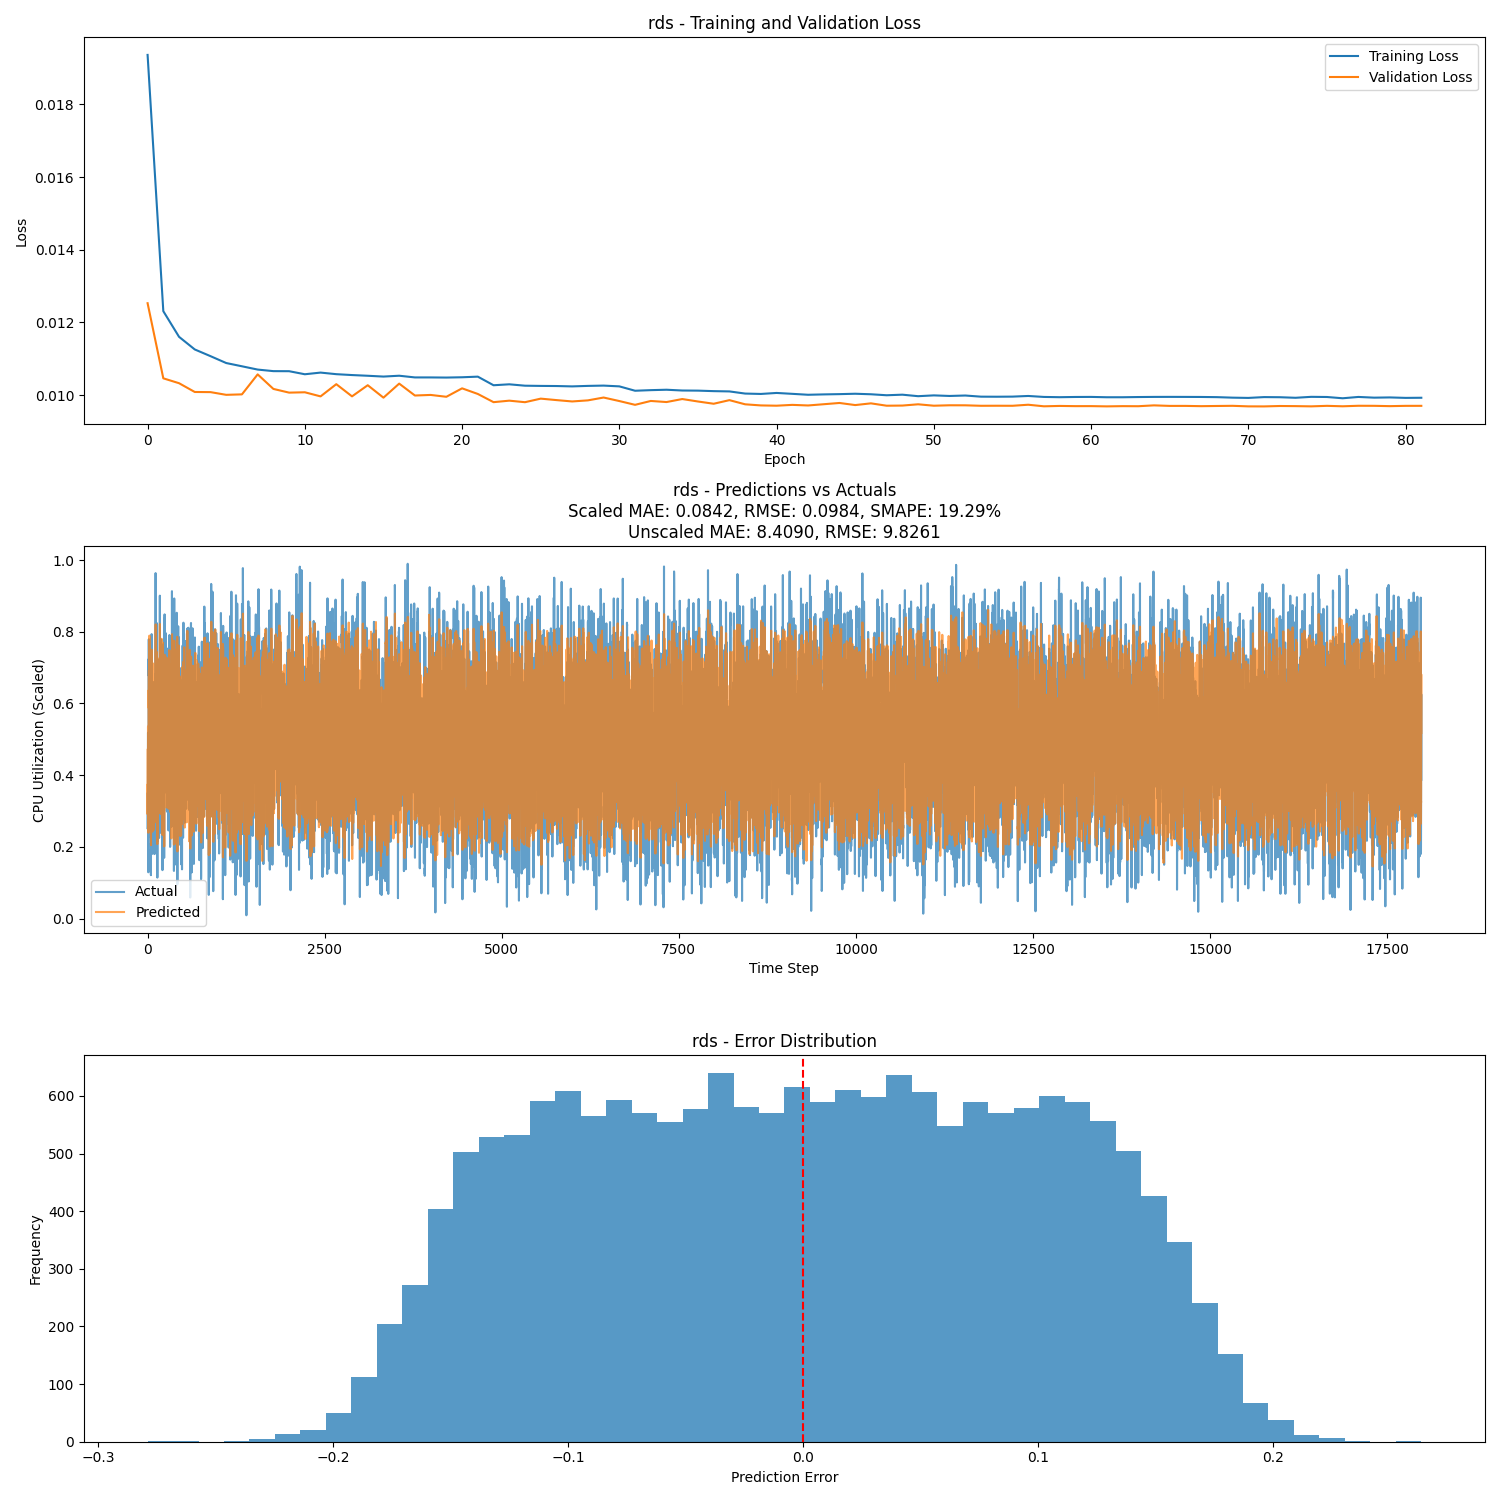 rds - Training and Validation Loss
Training Loss
Validation Loss
0.018
0.016
0.014
0.012
0.010
Loss
0 10 20 30 40 50 60 70 80
Epoch
rds - Predictions vs Actuals
Scaled MAE: 0.0842, RMSE: 0.0984, SMAPE: 19.29%
Unscaled MAE: 8.4090, RMSE: 9.8261
1.0
0.8
0.6
0.4
0.2
0.0
CPU Utilization (Scaled)
Actual
Predicted
0 2500 5000 7500 10000 12500 15000 17500
Time Step
rds - Error Distribution
600
500
400
300
200
100
0
Frequency
−0.3 −0.2 −0.1 0.0 0.1 0.2
Prediction Error